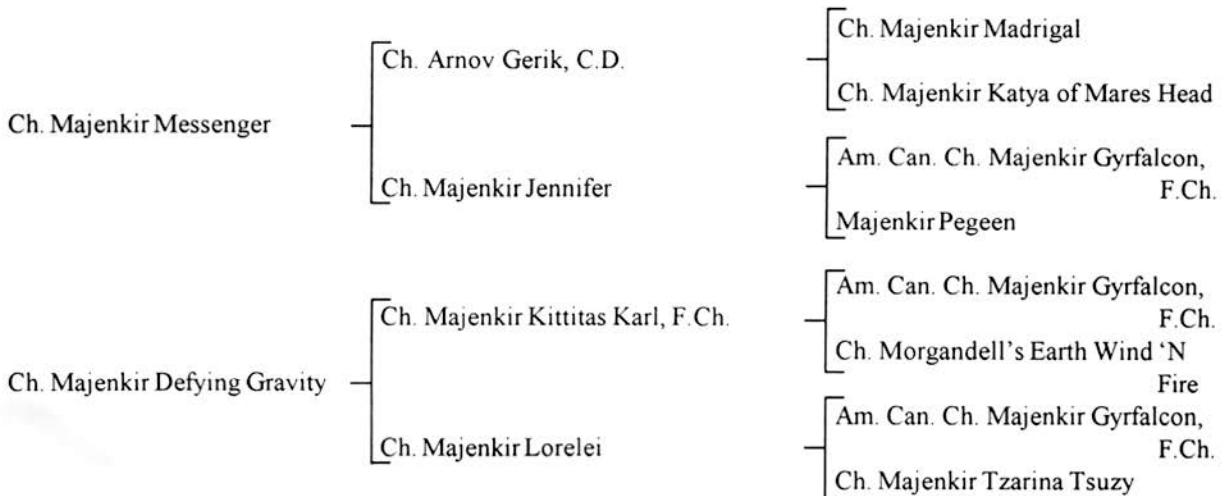 Ch. Majenkir Madrigal
Ch. Arnov Gerik, C.D.
Ch. Majenkir Katya of Mares Head
Ch. Majenkir Messenger
Am. Can. Ch. Majenkir Gyrfalcon,
F.Ch.
Ch. Majenkir Jennifer
Majenkir Pegeen
Am. Can. Ch. Majenkir Gyrfalcon,
F.Ch.
Ch. Majenkir Kittitas Karl, F.Ch.
Ch. Morgandell's Earth Wind ‘N
Fire
Ch. Majenkir Defying Gravity
Am. Can. Ch. Majenkir Gyrfalcon,
F.Ch.
Ch. Majenkir Lorelei
Ch. Majenkir Tzarina Tsuzy